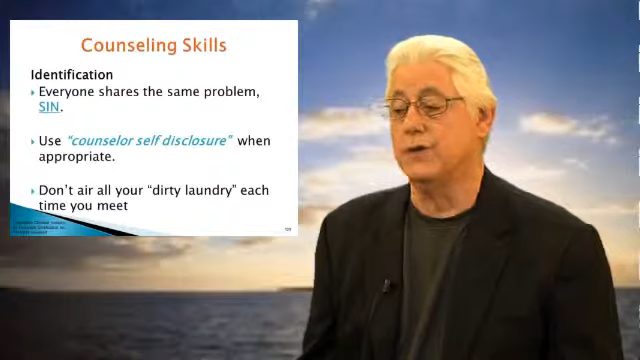 Counseling Skills
Identification
Everyone shares the same problem,
SIN.
Use “counselor self disclosure” when
appropriate.
Don’t air all your “dirty laundry” each
time you meet